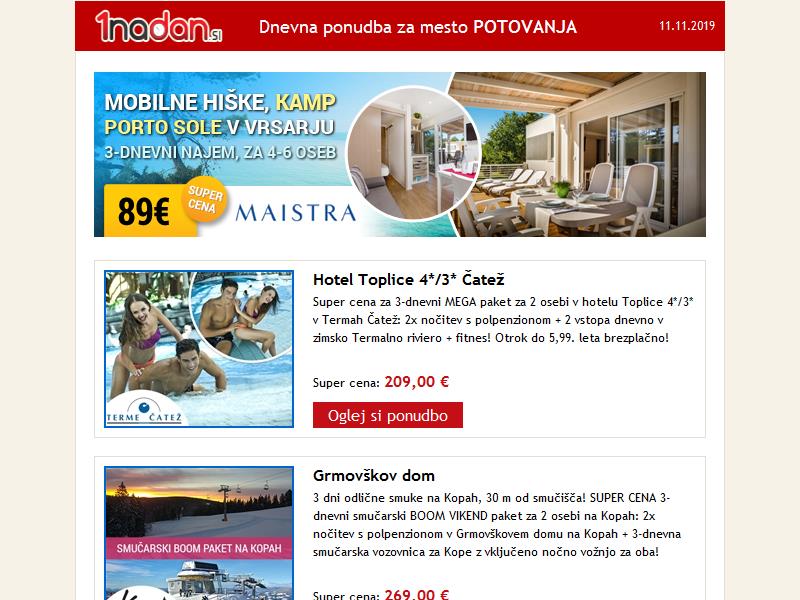 1nadan.si
Dnevna ponudba za mesto POTOVANJA
11.11.2019
MOBILNE HIŠKE, KAMP
PORTO SOLE V VRSARJU
3-DNEVNI NAJEM, ZA 4-6 OSEB
89€
SUPER
CENA
MAISTRA
Hotel Toplice 4*/3* Čatež
Super cena za 3-dnevni MEGA paket za 2 osebi v hotelu Toplice 4*/3*
v Termah Čatež: 2x nočitev s polpenzionom + 2 vstopa dnevno v
zimsko Termalno riviero + fitnes! Otrok do 5,99. leta brezplačno!
Super cena: 209,00 €
TERME ČATEŽ
Oglej si ponudbo
Grmovškov dom
3 dni odlične smuke na Kopah, 30 m od smučišča! SUPER CENA 3-
dnevni smučarski BOOM VIKEND paket za 2 osebi na Kopah: 2x
nočitev s polpenzionom v Grmovškovem domu na Kopah + 3-dnevna
smučarska vozovnica za Kope z vključeno nočno vožnjo za oba!
SMUČARSKI BOOM PAKET NA KOPAH
Super cena: 269,00 €